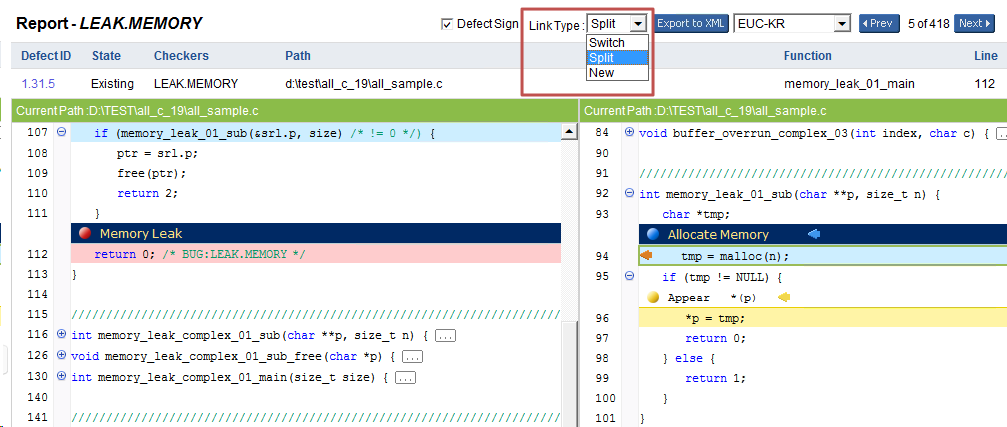 Report - LEAK.MEMORY
Defect Sign
Link Type : Split
Switch
Split
New
Export to XML
EUC-KR
Prev
5 of 418
Next
Defect ID State Checkers Path Function Line
1.31.5 Existing LEAK.MEMORY d:\test\all_c_19\all_sample.c memory_leak_01_main 112
Current Path :D:\TEST\all_c_19\all_sample.c
107 if (memory_leak_01_sub(&srl.p, size) /* != 0 */) {
108 ptr = srl.p;
109 free(ptr);
110 return 2;
111 }
Memory Leak
112 return 0; /* BUG:LEAK.MEMORY */
113 }
114
115 //////////////////////////////////////////////////////////////////////
116 int memory_leak_complex_01_sub(char **p, size_t n) { ...
126 void memory_leak_complex_01_sub_free(char *p) { ...
130 int memory_leak_complex_01_main(size_t size) { ...
140
141 //////////////////////////////////////////////////////////////////////
Current Path :D:\TEST\all_c_19\all_sample.c
84 void buffer_overrun_complex_03(int index, char c) { ...
90
91 /////////////////////////////////////////////////////
92 int memory_leak_01_sub(char **p, size_t n) {
93 char *tmp;
Allocate Memory
94 tmp = malloc(n);
95 if (tmp != NULL) {
Appear *(p)
96 *p = tmp;
97 return 0;
98 } else {
99 return 1;
100 }
101 }